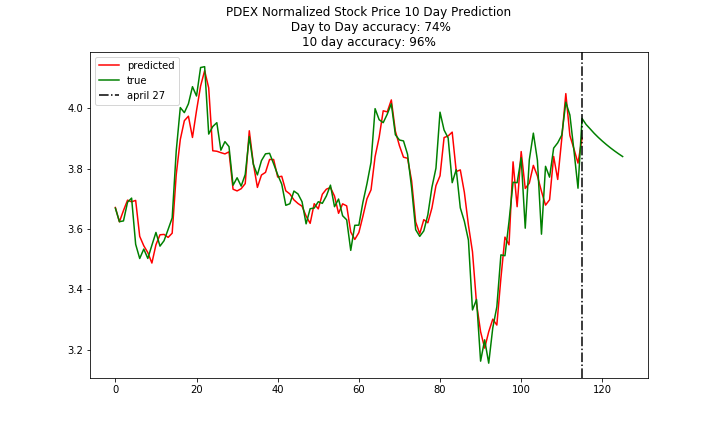 PDEX Normalized Stock Price 10 Day Prediction
Day to Day accuracy: 74%
10 day accuracy: 96%
predicted
true
april 27
4.0
3.8
3.6
3.4
3.2
0 20 40 60 80 100 120